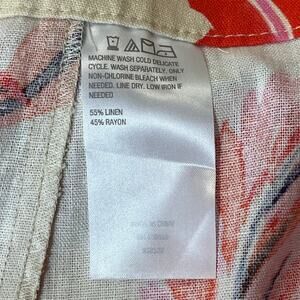 MACHINE WASH COLD DELICATE
CYCLE. WASH SEPARATELY. ONLY
NON-CHLORINE BLEACH WHEN
NEEDED. LINE DRY. LOW IRON IF
NEEDED
55% LINEN
45% RAYON